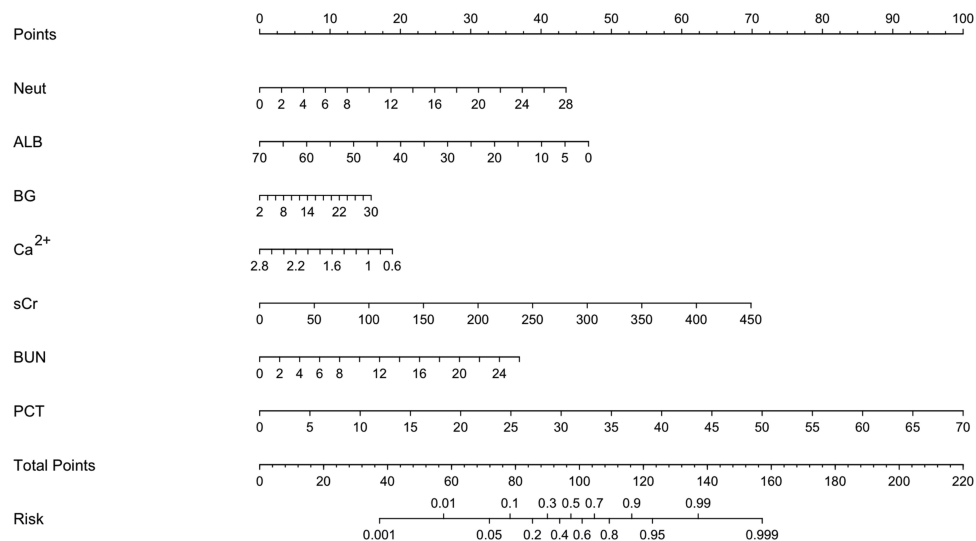 Points 0 10 20 30 40 50 60 70 80 90 100
Neut
0 2 4 6 8 12 16 20 24 28
ALB
70 60 50 40 30 20 10 5 0
BG
2 8 14 22 30
Ca2+
2.8 2.2 1.6 1 0.6
sCr
0 50 100 150 200 250 300 350 400 450
BUN
0 2 4 6 8 12 16 20 24
PCT
0 5 10 15 20 25 30 35 40 45 50 55 60 65 70
Total Points
0 20 40 60 80 100 120 140 160 180 200 220
0.01 0.1 0.3 0.5 0.7 0.9 0.99
Risk
0.001 0.05 0.2 0.4 0.6 0.8 0.95 0.999